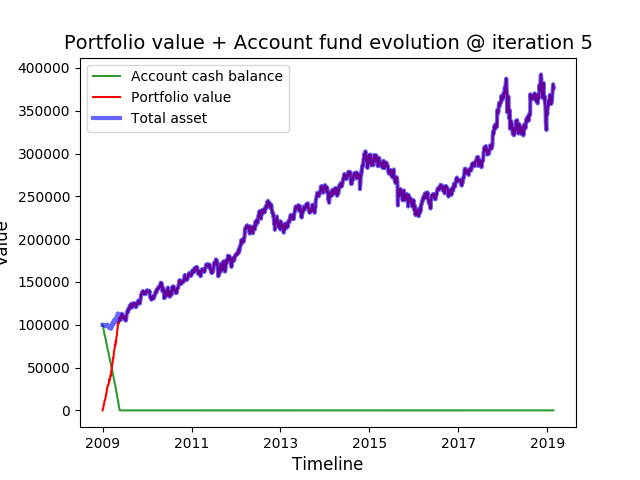 Portfolio value + Account fund evolution @ iteration 5
Account cash balance
Portfolio value
Total asset
400000
350000
300000
250000
200000
150000
100000
50000
0
Value
2009
2011
2013
2015
2017
2019
Timeline